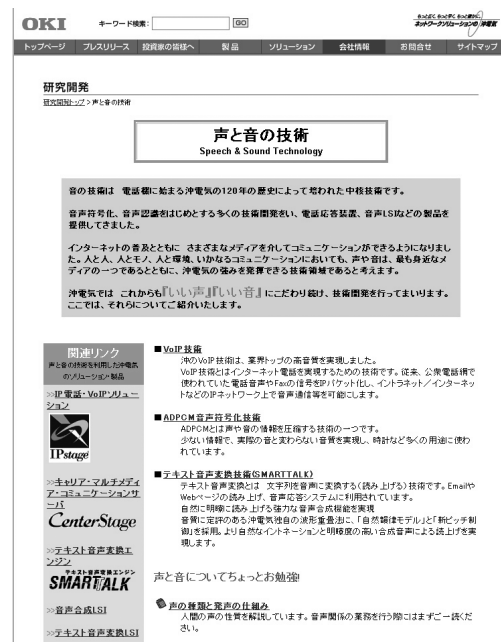 OKI
キーワード検索:
GO
ネットワークソリューションの 沖電気
トップページ プレスリリース 投資家の皆様へ 製品 ソリューション 会社情報 お問合せ サイトマップ
研究開発
研究開発トップ > 声と音の技術
声と音の技術
Speech & Sound Technology
音の技術は 電話機に始まる沖電気の120年の歴史によって培われた中核技術です。
音声符号化、音声認識をはじめとする多くの技術開発をい、電話応答装置、音声LSIなどの製品を
提供してきました。
インターネットの普及とともに さまざまなメディアを介してコミュニケーションができるようになりまし
た。人と人、人とモノ、人と環境、いかなるコミュニケーションにおいても、声や音は、最も身近なメ
ディアの一つであるとともに、沖電気の強みを発揮できる技術領域であると考えます。
沖電気では これからも『いい声』『いい音』にこだわり続け、技術開発を行ってまいります。
ここでは、それらについてご紹介いたします。
関連リンク
声と音の技術を利用した沖電気
のソリューション・製品
>>IP電話・VoIPソリュー
ション
IPstage
>>キャリア・マルチメディ
ア・コミュニケーションサ
ーバ
CenterStage
>>テキスト音声変換エ
ンジン
テキスト音声変換エンジン
SMARTTALK
>>音声合成LSI
>>テキスト音声変換LSI
■VoIP技術
沖のVoIP技術は、業界トップの高音質を実現しました。
VoIP技術とはインターネット電話を実現するための技術です。従来、公衆電話網で
使われていた電話音声やFaxの信号をIPパケット化し、イントラネット/インターネッ
トなどのIPネットワーク上で音声通信等を可能にします。
■ADPCM音声符号化技術
ADPCMとは声や音の情報を圧縮する技術の一つです。
少ない情報で、実際の音と変わらない音質を実現し、時計など多くの用途に使わ
れています。
■テキスト音声変換技術(SMARTTALK)
テキスト音声変換とは 文字列を音声に変換する(読み上げる)技術です。Emailや
Webページの読み上げ、音声応答システムに利用されています。
自然に明瞭に読み上げる強力な音声合成機能を実現
音質に定評のある沖電気独自の波形重畳法に、「自然韻律モデル」と「新ピッチ制
御」を採用。より自然なイントネーションと明瞭度の高い合成音声による読上げを実
現します。
声と音についてちょっとお勉強!
声の種類と発声の仕組み
人間の声の性質を解説しています。音声関係の業務を行う際にはまずご一読くだ
さい。